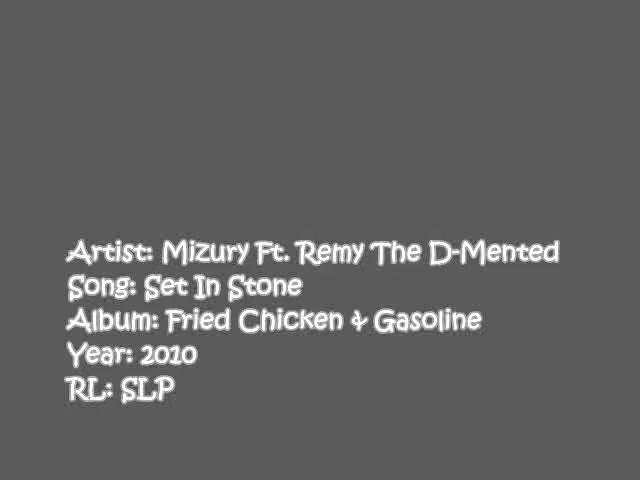 Artist: Mizury Ft. Remy The D-Mented
Song: Set In Stone
Album: Fried Chicken & Gasoline
Year: 2010
RL: SLP